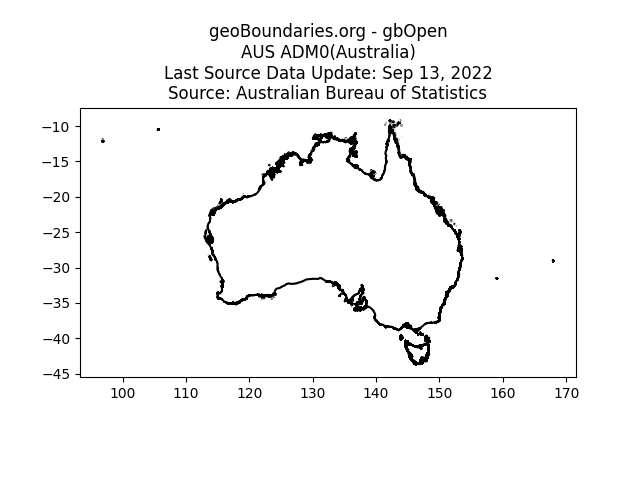 geoBoundaries.org - gbOpen
AUS ADM0(Australia)
Last Source Data Update: Sep 13, 2022
Source: Australian Bureau of Statistics
−10
−15
−20
−25
−30
−35
−40
−45
100 110 120 130 140 150 160 170